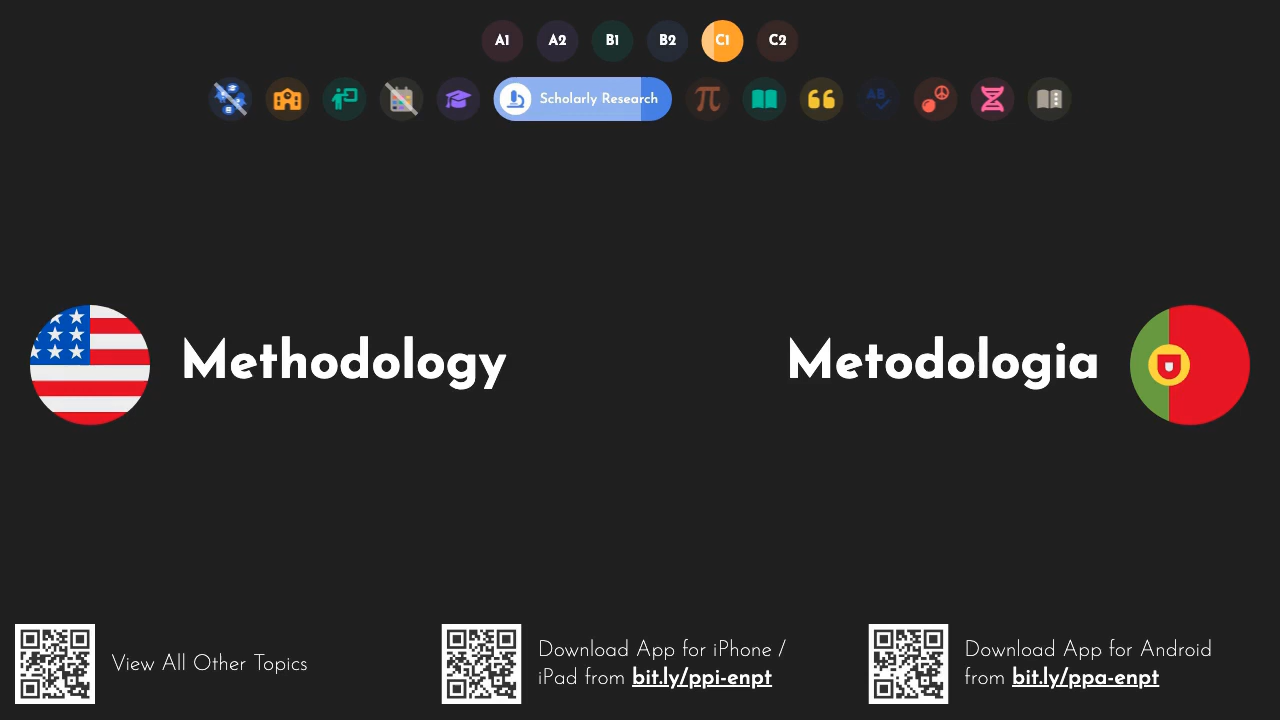 A1 A2 B1 B2 C1 C2
Scholarly Research
Methodology
Metodologia
View All Other Topics
Download App for iPhone /
iPad from bit.ly/ppi-enpt
Download App for Android
from bit.ly/ppa-enpt